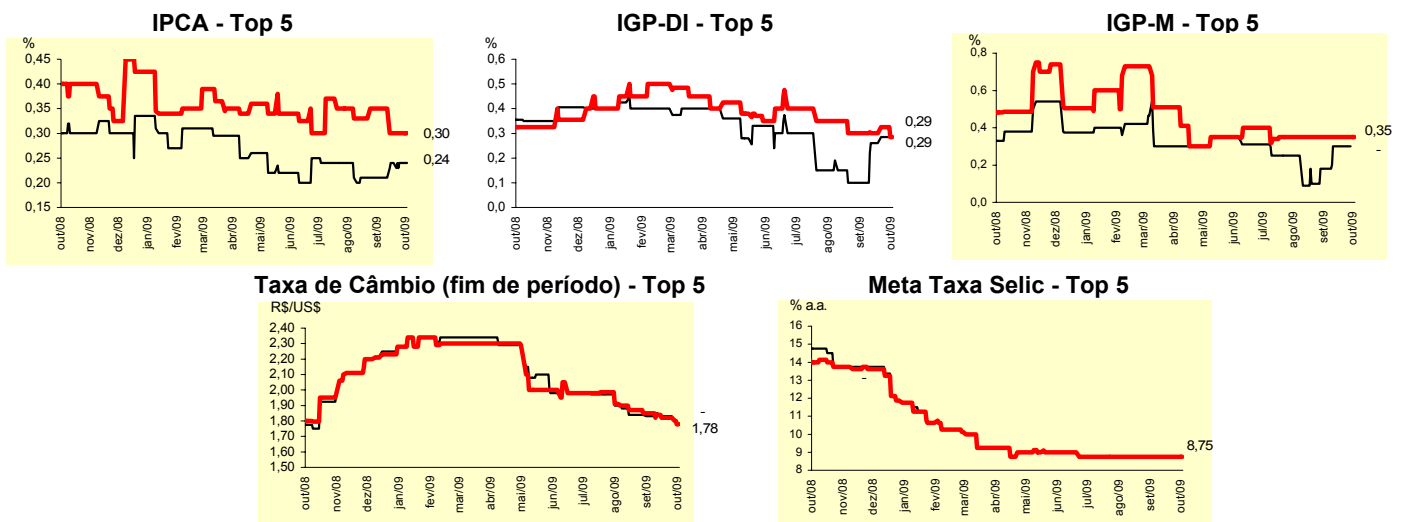 IPCA - Top 5
%
0,45
0,40
0,35
0,30
0,25
0,20
0,15
0,30
0,24
out/08
nov/08
dez/08
jan/09
fev/09
mar/09
abr/09
mai/09
jun/09
jul/09
ago/09
set/09
out/09
IGP-DI - Top 5
%
0,6
0,5
0,4
0,3
0,2
0,1
0,0
0,29
0,29
out/08
nov/08
dez/08
jan/09
fev/09
mar/09
abr/09
mai/09
jun/09
jul/09
ago/09
set/09
out/09
IGP-M - Top 5
%
0,8
0,6
0,4
0,2
0,0
0,35
-
out/08
nov/08
dez/08
jan/09
fev/09
mar/09
abr/09
mai/09
jun/09
jul/09
ago/09
set/09
out/09
Taxa de Câmbio (fim de período) - Top 5
R$/US$
2,40
2,30
2,20
2,10
2,00
1,90
1,80
1,70
1,60
1,50
-
1,78
out/08
nov/08
dez/08
jan/09
fev/09
mar/09
abr/09
mai/09
jun/09
jul/09
ago/09
set/09
out/09
Meta Taxa Selic - Top 5
% a.a.
16
15
14
13
12
11
10
9
8
-
8,75
out/08
nov/08
dez/08
jan/09
fev/09
mar/09
abr/09
mai/09
jun/09
jul/09
ago/09
set/09
out/09